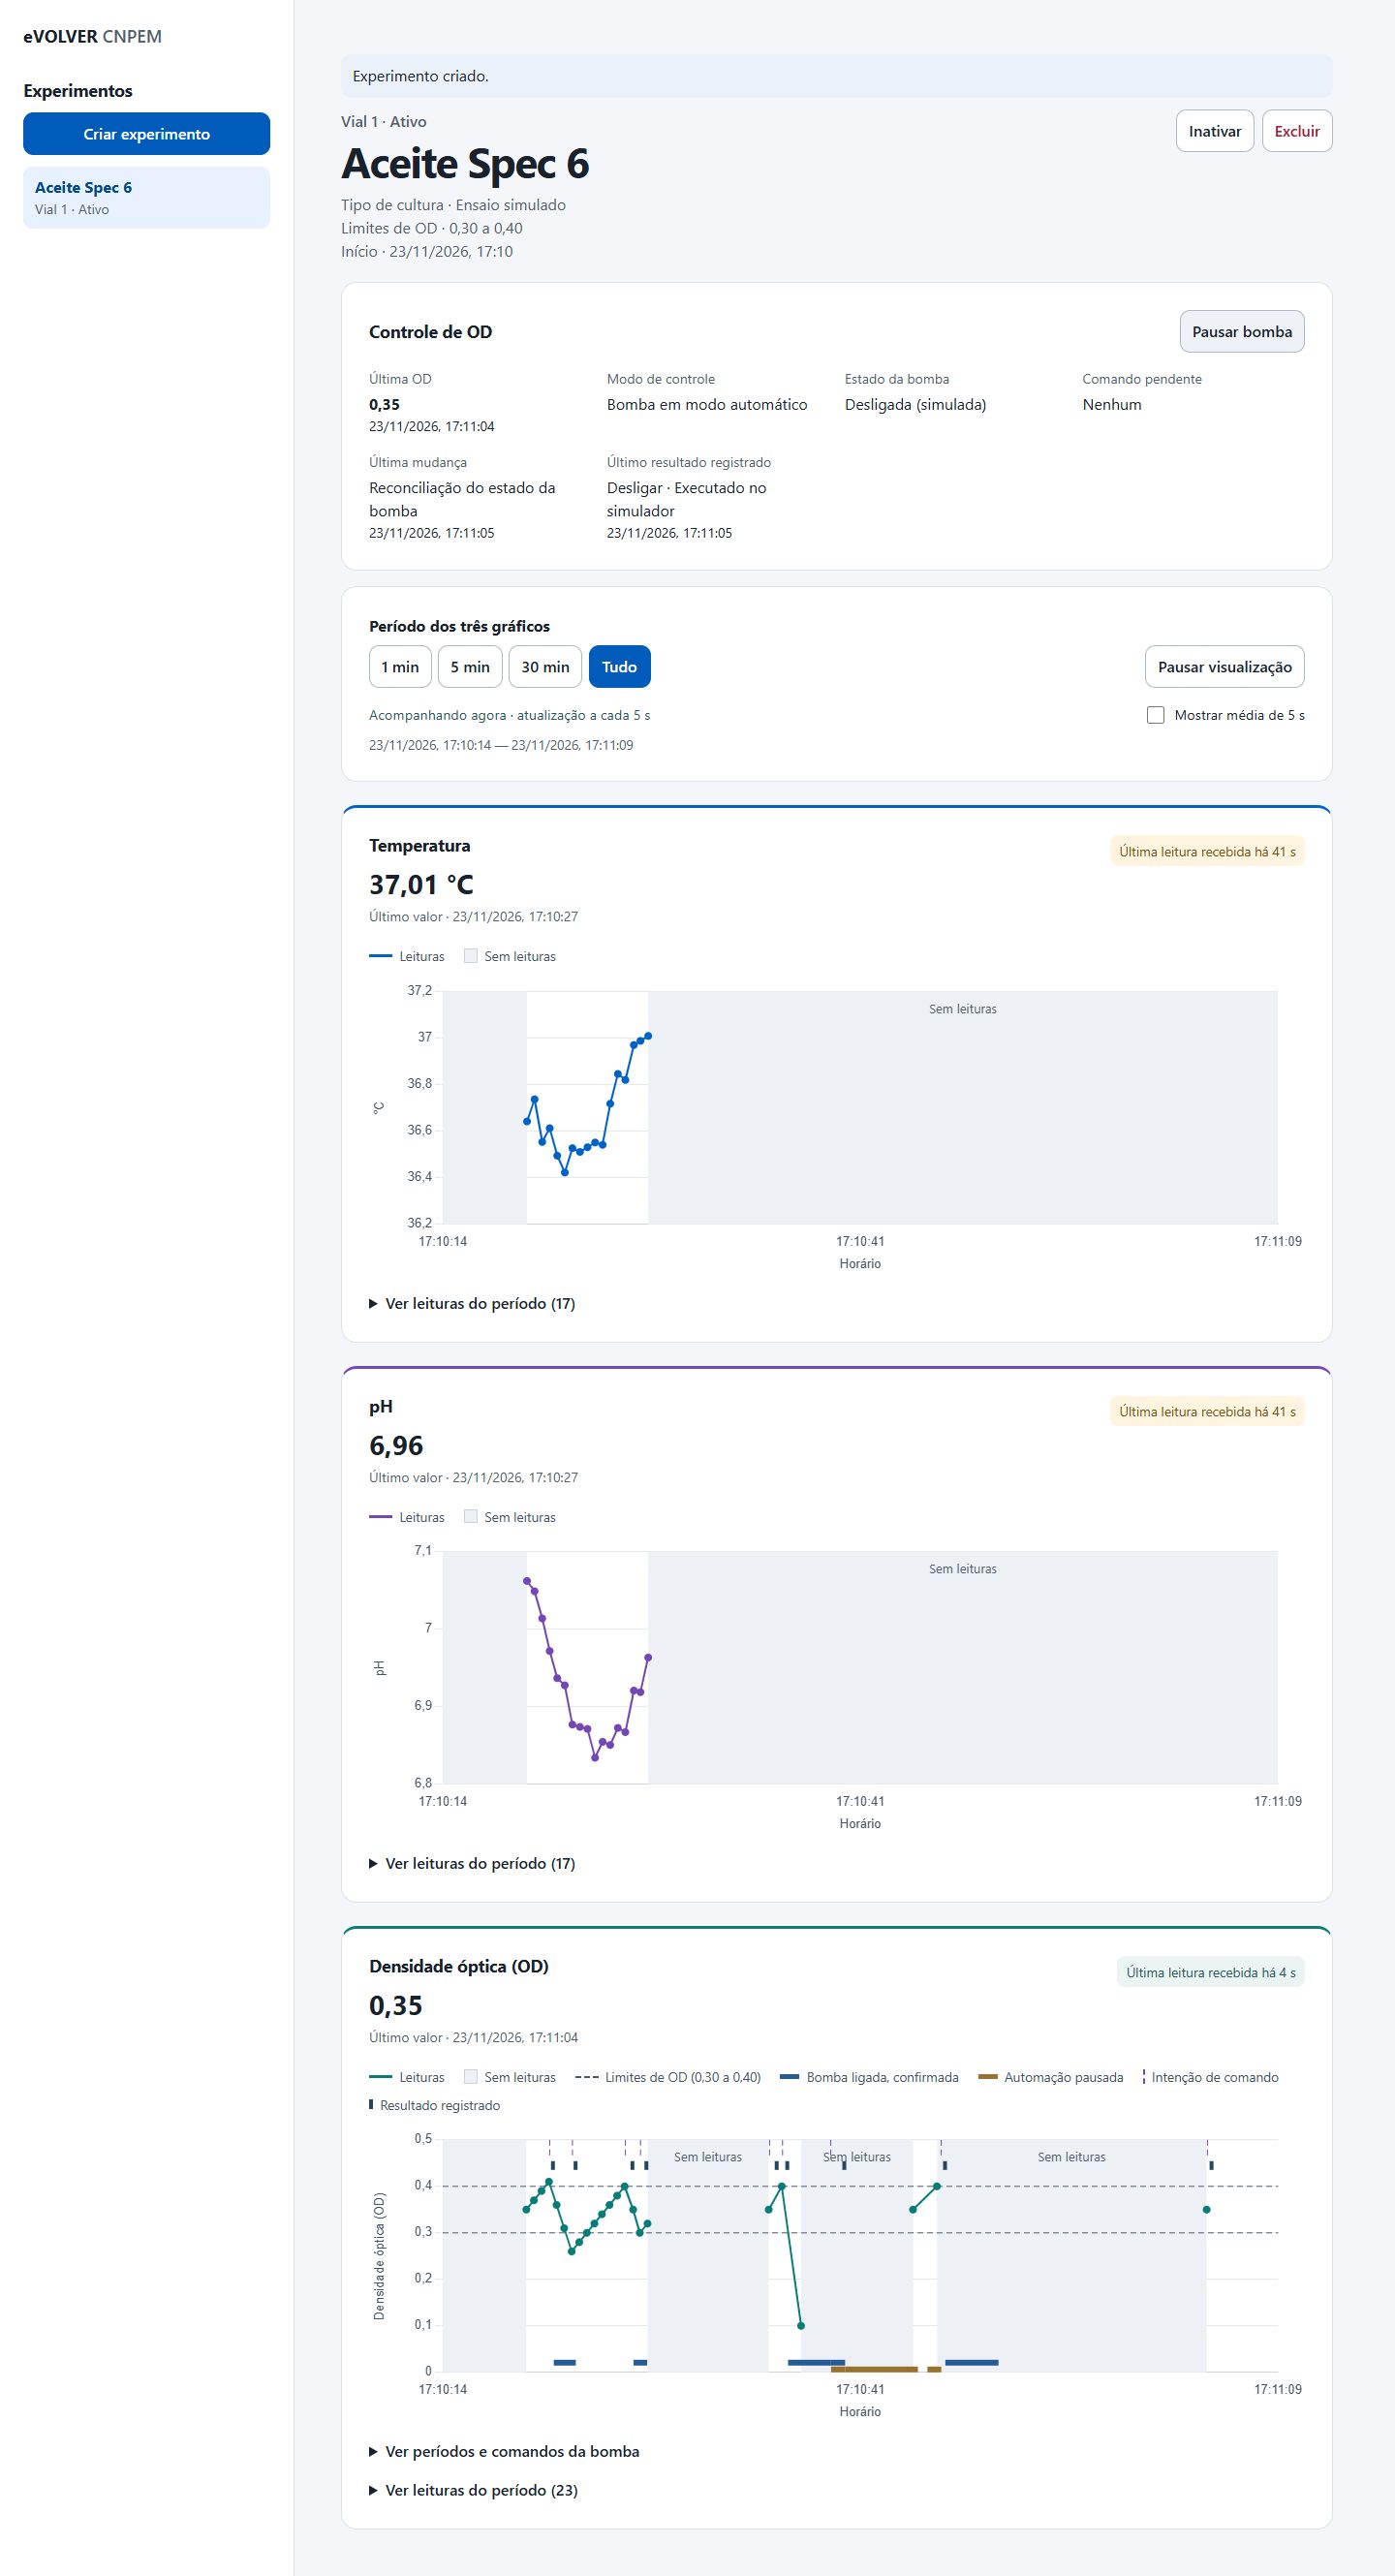 eVOLVER CNPEM
Experimentos
Criar experimento
Aceite Spec 6
Vial 1 · Ativo
Experimento criado.
Vial 1 · Ativo
Inativar
Excluir
Aceite Spec 6
Tipo de cultura · Ensaio simulado
Limites de OD · 0,30 a 0,40
Início · 23/11/2026, 17:10
Controle de OD
Pausar bomba
Última OD
0,35
23/11/2026, 17:11:04
Modo de controle
Bomba em modo automático
Estado da bomba
Desligada (simulada)
Comando pendente
Nenhum
Última mudança
Reconciliação do estado da
bomba
23/11/2026, 17:11:05
Último resultado registrado
Desligar · Executado no
simulador
23/11/2026, 17:11:05
Período dos três gráficos
1 min
5 min
30 min
Tudo
Pausar visualização
Acompanhando agora · atualização a cada 5 s
Mostrar média de 5 s
23/11/2026, 17:10:14 — 23/11/2026, 17:11:09
Temperatura
Última leitura recebida há 41 s
37,01 °C
Último valor · 23/11/2026, 17:10:27
Leituras
Sem leituras
37,2
37
36,8
36,6
36,4
36,2
°C
Sem leituras
17:10:14
17:10:41
17:11:09
Horário
▶ Ver leituras do período (17)
pH
Última leitura recebida há 41 s
6,96
Último valor · 23/11/2026, 17:10:27
Leituras
Sem leituras
7,1
7
6,9
6,8
pH
Sem leituras
17:10:14
17:10:41
17:11:09
Horário
▶ Ver leituras do período (17)
Densidade óptica (OD)
Última leitura recebida há 4 s
0,35
Último valor · 23/11/2026, 17:11:04
Leituras
Sem leituras
Limites de OD (0,30 a 0,40)
Bomba ligada, confirmada
Automação pausada
Intenção de comando
Resultado registrado
0,5
0,4
0,3
0,2
0,1
0
Densidade óptica (OD)
Sem leituras
Sem leituras
Sem leituras
17:10:14
17:10:41
17:11:09
Horário
▶ Ver períodos e comandos da bomba
▶ Ver leituras do período (23)